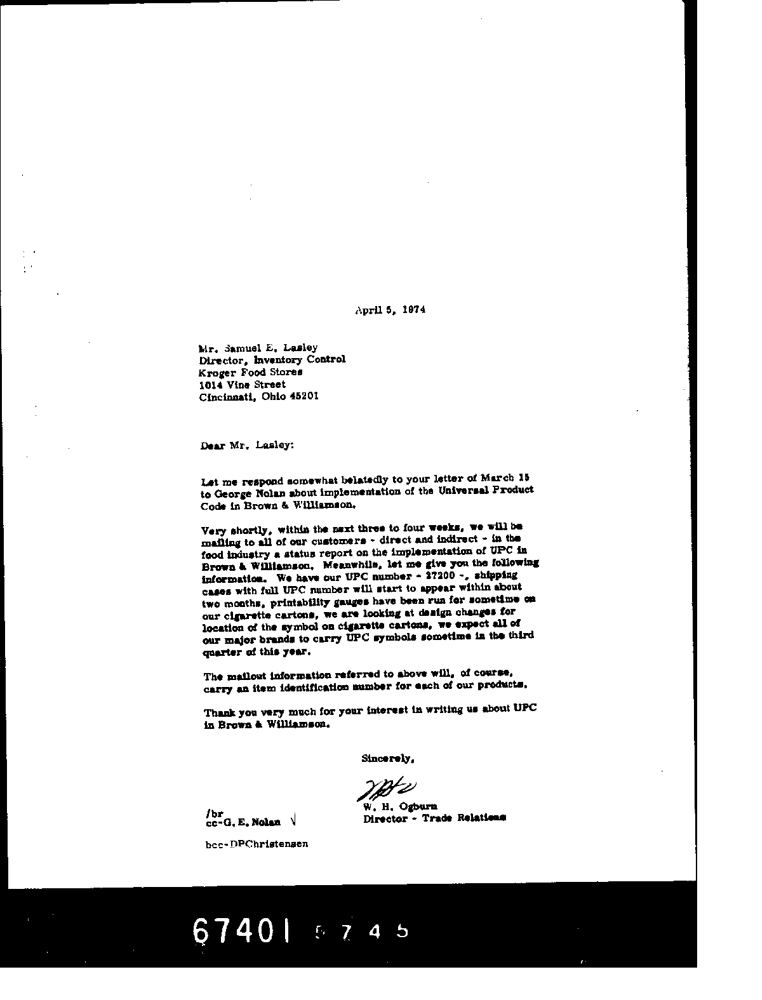 April 5, 1974
Mr. Samuel E. Lasley
Director, Inventory Control
Kroger Food Stores
1014 Vine Street
Cincinnati, Ohio 45201
Dear Mr. Lasley:
Let me respond somewhat belatedly to your letter of March 15
to George Nolan about implementation of the Universal Product
Code in Brown & Williamson.
Very shortly, within the next three to four weeks, we will be
mailing to all of our customers - direct and indirect - in the
food industry a status report on the implementation of UPC in
Brown & Williamson. Meanwhile, let me give you the following
information. We have our UPC number - 27200 -, shipping
cases with full UPC number will start to appear within about
two months, printability gauges have been run for sometime on
our cigarette cartons, we are looking at design changes for
location of the symbol on cigarette cartons, we expect all of
our major brands to carry UPC symbols sometime in the third
quarter of this year.
The mailout information referred to above will, of course,
carry an item identification number for each of our products.
Thank you very much for your interest in writing us about UPC
in Brown & Williamson.
Sincerely,
W. H. Ogburn
Director - Trade Relations
/br
cc-G. E. Nolan √
bcc-DPChristensen
67401 5745